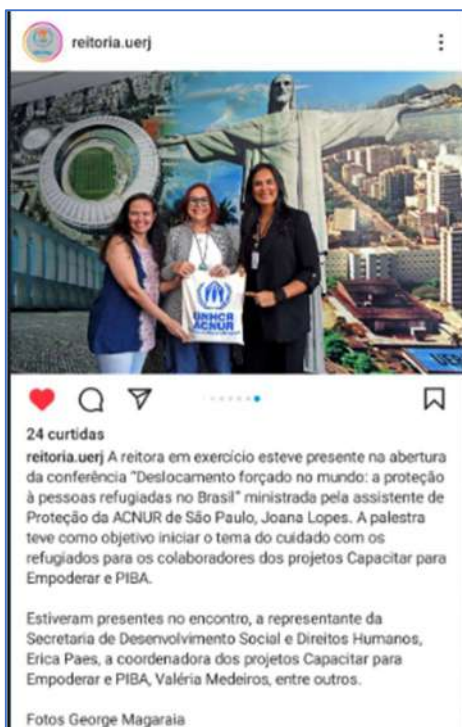 reitoria.uerj
UNHCR
ACNUR
UER
24 curtidas
reitoria.uerj A reitora em exercício esteve presente na abertura
da conferência "Deslocamento forçado no mundo: a proteção
à pessoas refugiadas no Brasil" ministrada pela assistente de
Proteção da ACNUR de São Paulo, Joana Lopes. A palestra
teve como objetivo iniciar o tema do cuidado com os
refugiados para os colaboradores dos projetos Capacitar para
Empoderar e PIBA.
Estiveram presentes no encontro, a representante da
Secretaria de Desenvolvimento Social e Direitos Humanos,
Erica Paes, a coordenadora dos projetos Capacitar para
Empoderar e PIBA, Valéria Medeiros, entre outros.
Fotos George Magaraia